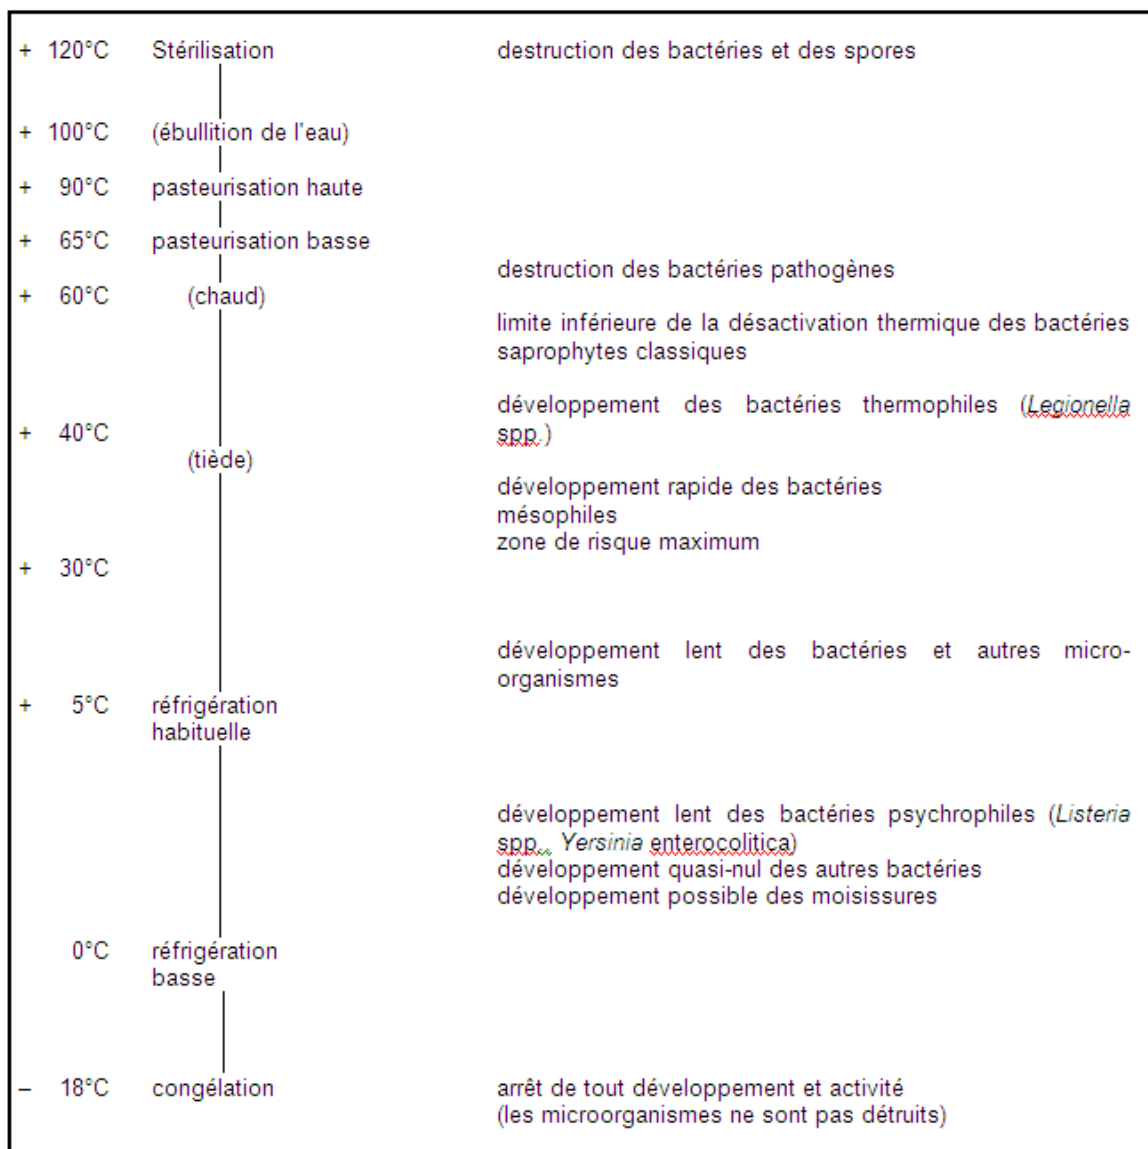 + 120°C Stérilisation destruction des bactéries et des spores
+ 100°C (ébullition de l'eau)
+ 90°C pasteurisation haute
+ 65°C pasteurisation basse
destruction des bactéries pathogènes
+ 60°C (chaud)
limite inférieure de la désactivation thermique des bactéries
saprophytes classiques
développement des bactéries thermophiles (Legionella
+ 40°C spp.)
(tiède)
développement rapide des bactéries
mésophiles
zone de risque maximum
+ 30°C
développement lent des bactéries et autres micro-
organismes
+ 5°C réfrigération
habituelle
développement lent des bactéries psychrophiles (Listeria
spp., Yersinia enterocolitica)
développement quasi-nul des autres bactéries
développement possible des moisissures
0°C réfrigération
basse
– 18°C congélation arrêt de tout développement et activité
(les microorganismes ne sont pas détruits)